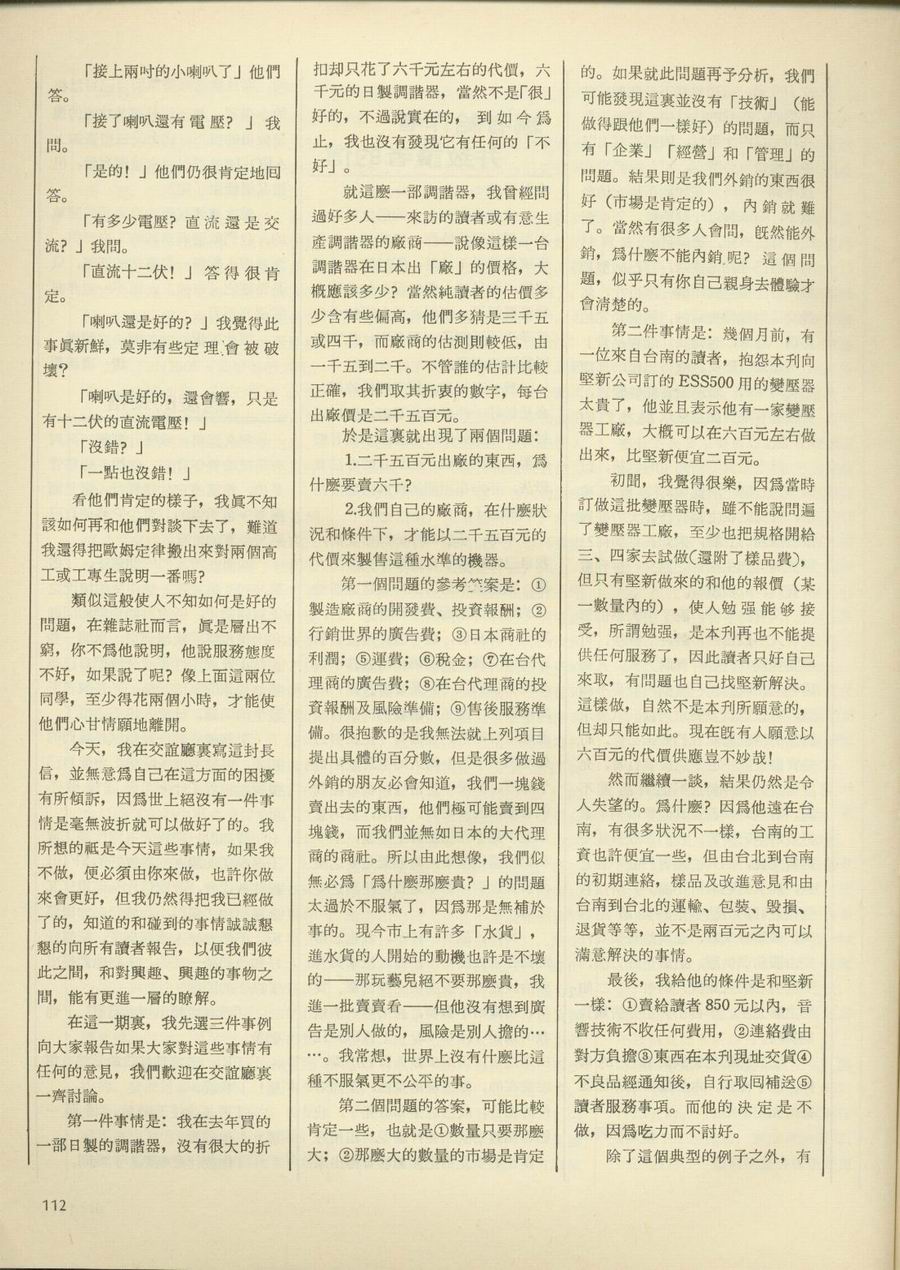 「接上兩吋的小喇叭了」他們
答。
「接了喇叭還有電壓？」我
問。
「是的！」他們仍很肯定地囘
答。
「有多少電壓？直流還是交
流？」我問。
「直流十二伏！」答得很肯
定。
「喇叭還是好的？」我覺得此
事眞新鮮，莫非有些定理會被破
壞？
「喇叭是好的，還會響，只是
有十二伏的直流電壓！」
「沒錯？」
「一點也沒錯！」
看他們肯定的樣子，我眞不知
該如何再和他們對談下去了，難道
我還得把歐姆定律搬出來對兩個高
工或工專生說明一番嗎？
類似這般使人不知如何是好的
問題，在雜誌社而言，眞是層出不
窮，你不爲他說明，他說服務態度
不好，如果說了呢？像上面這兩位
同學，至少得花兩個小時，才能使
他們心甘情願地離開。
今天，我在交誼廳裏寫這封長
信，並無意爲自己在這方面的困擾
有所傾訴，因爲世上絕沒有一件事
情是毫無波折就可以做好了的。我
所想的祗是今天這些事情，如果我
不做，便必須由你來做，也許你做
來會更好，但我仍然得把我已經做
了的，知道的和碰到的事情誠誠懇
懇的向所有讀者報告，以便我們彼
此之間，和對興趣、興趣的事物之
間，能有更進一層的瞭解。
在這一期裏，我先選三件事例
向大家報告如果大家對這些事情有
任何的意見，我們歡迎在交誼廳裏
一齊討論。
第一件事情是：我在去年買的
一部日製的調諧器，沒有很大的折
扣却只花了六千元左右的代價，六
千元的日製調諧器，當然不是「很」
好的，不過說實在的，到如今爲
止，我也沒有發現它有任何的「不
好」。
就這麽一部調諧器，我曾經問
過好多人——來訪的讀者或有意生
產調諧器的廠商——說像這樣一台
調諧器在日本出「廠」的價格，大
概應該多少？當然純讀者的估價多
少含有些偏高，他們多猜是三千五
或四千，而廠商的估測則較低，由
一千五到二千。不管誰的估計比較
正確，我們取其折衷的數字，每台
出廠價是二千五百元。
於是這裏就出現了兩個問題：
1.二千五百元出廠的東西，爲
什麽要賣六千？
2.我們自己的廠商，在什麽狀
況和條件下，才能以二千五百元的
代價來製售這種水準的機器。
第一個問題的參考答案是：①
製造廠商的開發費、投資報酬；②
行銷世界的廣告費；③日本商社的
利潤；⑤運費；⑥稅金；⑦在台代
理商的廣告費；⑧在台代理商的投
資報酬及風險準備；⑨售後服務準
備。很抱歉的是我無法就上列項目
提出具體的百分數，但是很多做過
外銷的朋友必會知道，我們一塊錢
賣出去的東西，他們極可能賣到四
塊錢，而我們並無如日本的大代理
商的商社。所以由此想像，我們似
無必爲「爲什麽那麽貴？」的問題
太過於不服氣了，因爲那是無補於
事的。現今市上有許多「水貨」，
進水貨的人開始的動機也許是不壞
的——那玩藝兒絕不要那麽貴，我
進一批賣賣看——但他沒有想到廣
告是別人做的，風險是別人擔的…
…。我常想，世界上沒有什麽比這
種不服氣更不公平的事。
第二個問題的答案，可能比較
肯定一些，也就是①數量只要那麽
大；②那麽大的數量的市場是肯定
的。如果就此問題再予分析，我們
可能發現這裏並沒有「技術」（能
做得跟他們一樣好）的問題，而只
有「企業」「經營」和「管理」的
問題。結果則是我們外銷的東西很
好（市場是肯定的），內銷就難
了。當然有很多人會問，旣然能外
銷，爲什麽不能內銷呢？這個問
題，似乎只有你自己親身去體驗才
會清楚的。
第二件事情是：幾個月前，有
一位來自台南的讀者，抱怨本刋向
堅新公司訂的 ESS500 用的變壓器
太貴了，他並且表示他有一家變壓
器工廠，大概可以在六百元左右做
出來，比堅新便宜二百元。
初聞，我覺得很樂，因爲當時
訂做這批變壓器時，雖不能說問遍
了變壓器工廠，至少也把規格開給
三、四家去試做（還附了樣品費），
但只有堅新做來的和他的報價（某
一數量內的），使人勉强能够接
受，所謂勉强，是本刋再也不能提
供任何服務了，因此讀者只好自己
來取，有問題也自己找堅新解決。
這樣做，自然不是本刋所願意的，
但却只能如此。現在旣有人願意以
六百元的代價供應豈不妙哉！
然而繼續一談，結果仍然是令
人失望的。爲什麽？因爲他遠在台
南，有很多狀況不一樣，台南的工
資也許便宜一些，但由台北到台南
的初期連絡，樣品及改進意見和由
台南到台北的運輸、包裝、毀損、
退貨等等，並不是兩百元之內可以
滿意解決的事情。
最後，我給他的條件是和堅新
一樣：①賣給讀者 850 元以內，音
響技術不收任何費用，②連絡費由
對方負擔③東西在本刋現址交貨④
不良品經通知後，自行取囘補送⑤
讀者服務事項。而他的決定是不
做，因爲吃力而不討好。
除了這個典型的例子之外，有
112